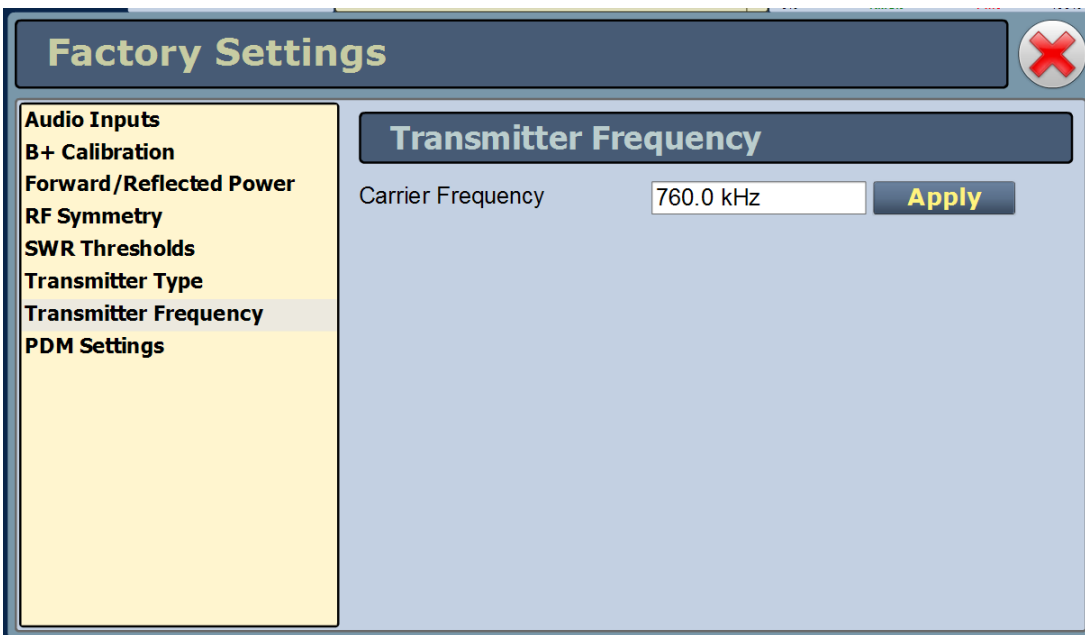 Factory Settings
Audio Inputs
B+ Calibration
Forward/Reflected Power
RF Symmetry
SWR Thresholds
Transmitter Type
Transmitter Frequency
PDM Settings
Transmitter Frequency
Carrier Frequency 760.0 kHz Apply